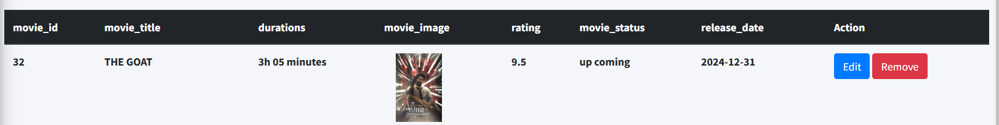 movie_id movie_title durations movie_image rating movie_status release_date Action
32 THE GOAT 3h 05 minutes 9.5 up coming 2024-12-31 Edit Remove
GREATEST